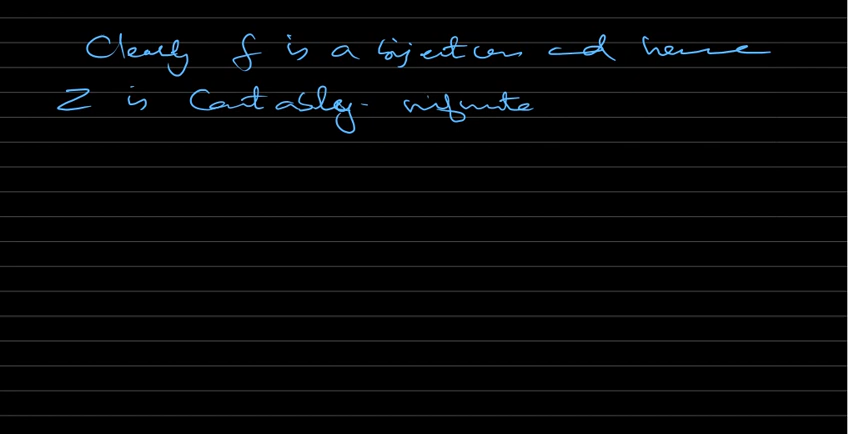 Clearly f is a bijection and hence
Z is Countably infinite